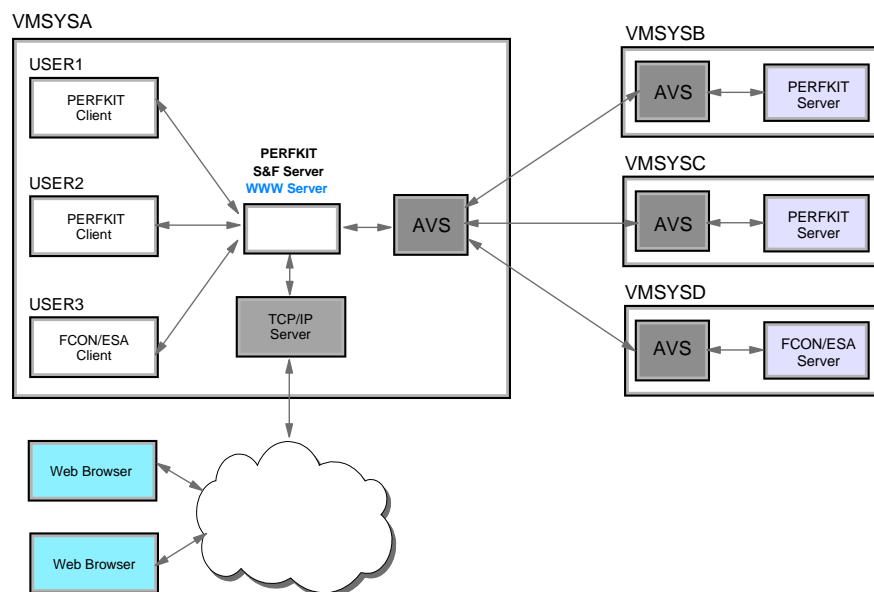 VMSYSA
USER1
PERFKIT
Client
USER2
PERFKIT
Client
USER3
FCON/ESA
Client
PERFKIT
S&F Server
WWW Server
TCP/IP
Server
AVS
VMSYSB
AVS
PERFKIT
Server
VMSYSC
AVS
PERFKIT
Server
VMSYSD
AVS
FCON/ESA
Server
Web Browser
Web Browser